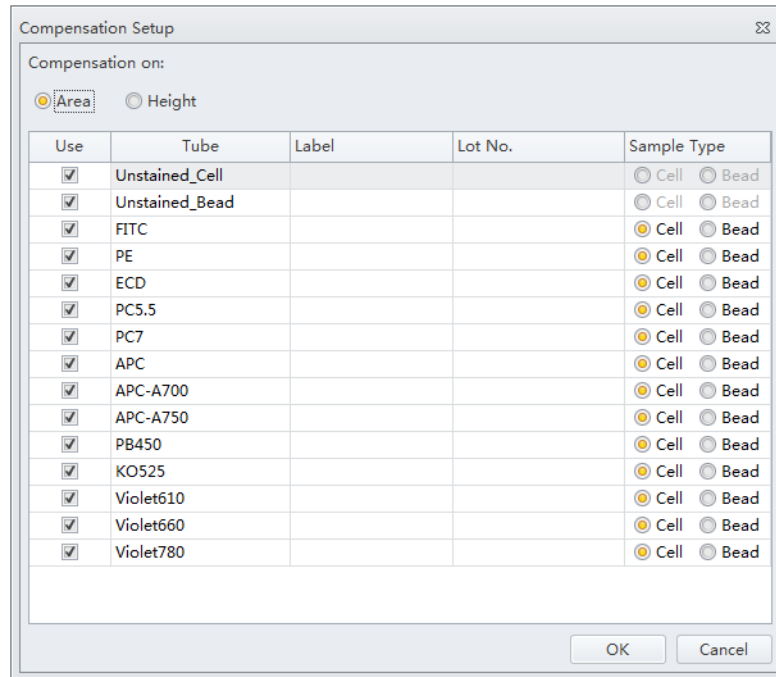 Compensation Setup
Compensation on:
Area Height
Use Tube Label Lot No. Sample Type
Unstained_Cell Cell Bead
Unstained_Bead Cell Bead
FITC Cell Bead
PE Cell Bead
ECD Cell Bead
PC5.5 Cell Bead
PC7 Cell Bead
APC Cell Bead
APC-A700 Cell Bead
APC-A750 Cell Bead
PB450 Cell Bead
KO525 Cell Bead
Violet610 Cell Bead
Violet660 Cell Bead
Violet780 Cell Bead
OK Cancel